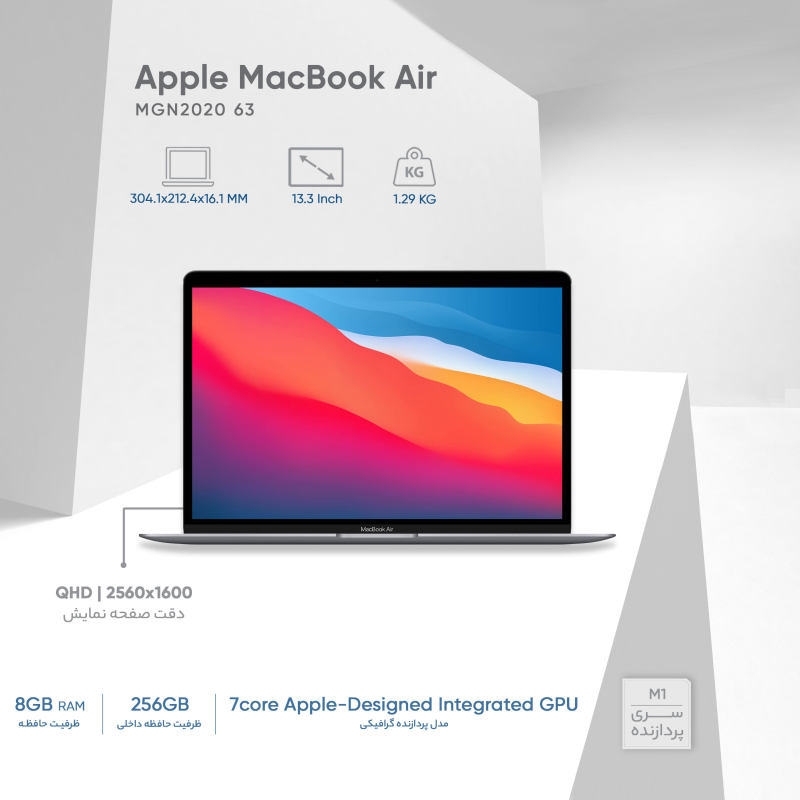 Apple MacBook Air
MGN2020 63
KG
304.1x212.4x16.1 MM
13.3 Inch
1.29 KG
MacBook Air
QHD | 2560x1600
دقت صفحه نمایش
8GB RAM
ظرفیت حافظه
256GB
ظرفیت حافظه داخلی
7core Apple-Designed Integrated GPU
مدل پردازنده گرافیکی
M1
سری
پردازنده